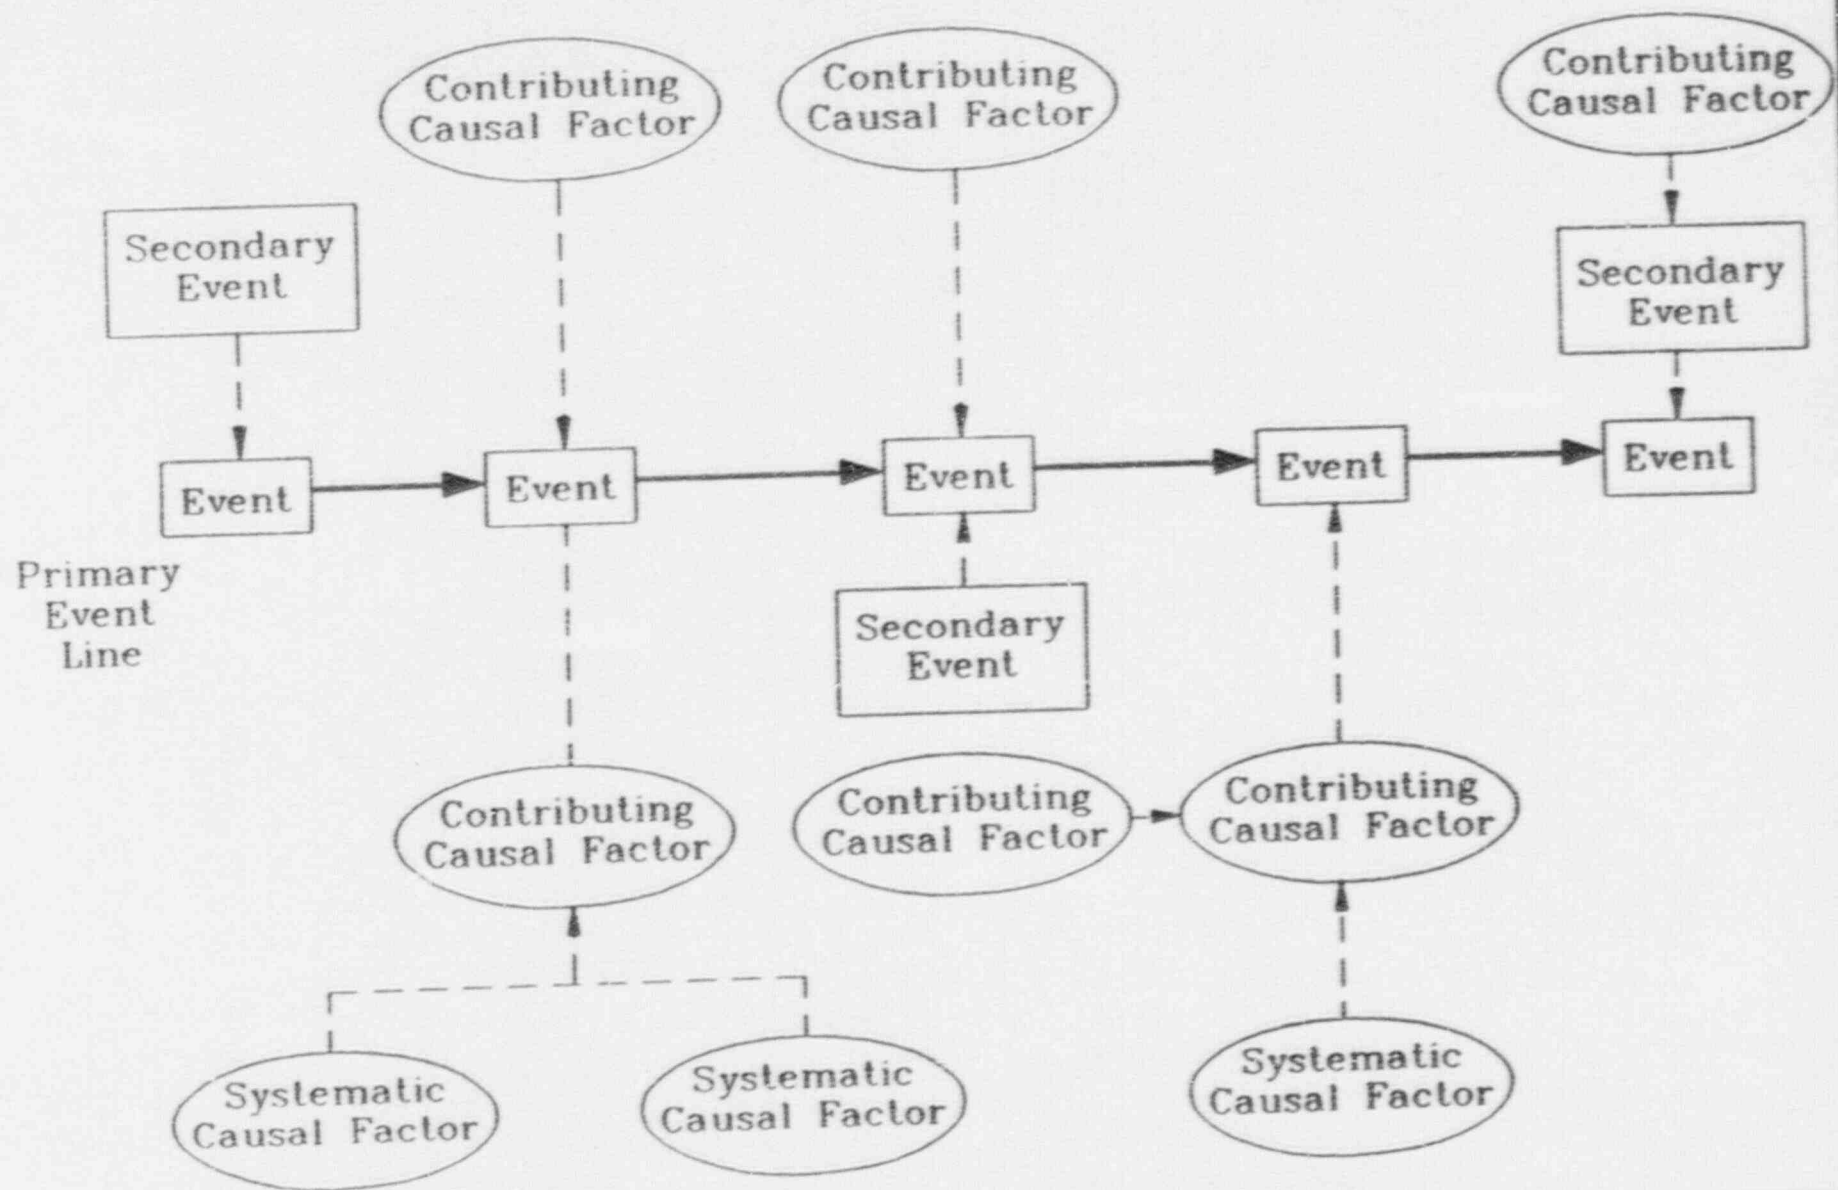 Contributing
Causal Factor
Contributing
Causal Factor
Contributing
Causal Factor
Secondary
Event
Secondary
Event
Event
Event
Event
Event
Event
Primary
Event
Line
Secondary
Event
Contributing
Causal Factor
Contributing
Causal Factor
Contributing
Causal Factor
Systematic
Causal Factor
Systematic
Causal Factor
Systematic
Causal Factor